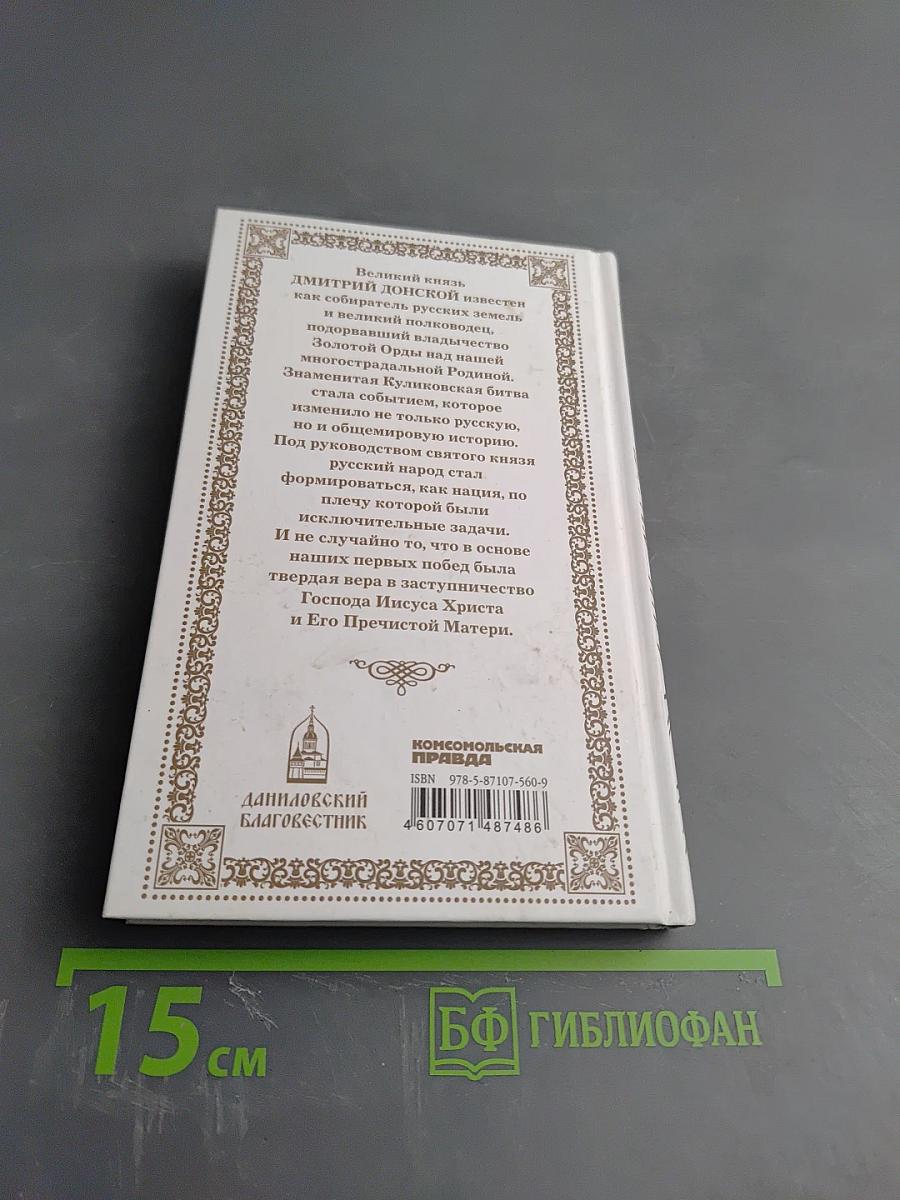 Великий князь
ДМИТРИЙ ДОНСКОЙ известен
как собиратель русских земель
и великий полководец,
подорвавший владычество
Золотой Орды над нашей
многострадальной Родиной.
Знаменитая Куликовская битва
стала событием, которое
изменило не только русскую,
но и общемировую историю.
Под руководством святого князя
русский народ стал
формироваться, как нация, по
плечу которой были
исключительные задачи.
И не случайно то, что в основе
наших первых побед была
твердая вера в заступничество
Господа Иисуса Христа
и Его Пречистой Матери.
ДАНИЛОВСКИЙ
БЛАГОВЕСТНИК
КОМСОМОЛЬСКАЯ
ПРАВДА
ISBN 978-5-87107-560-9
4 607071 487486
15 см
БФ ГИБЛИОФАН